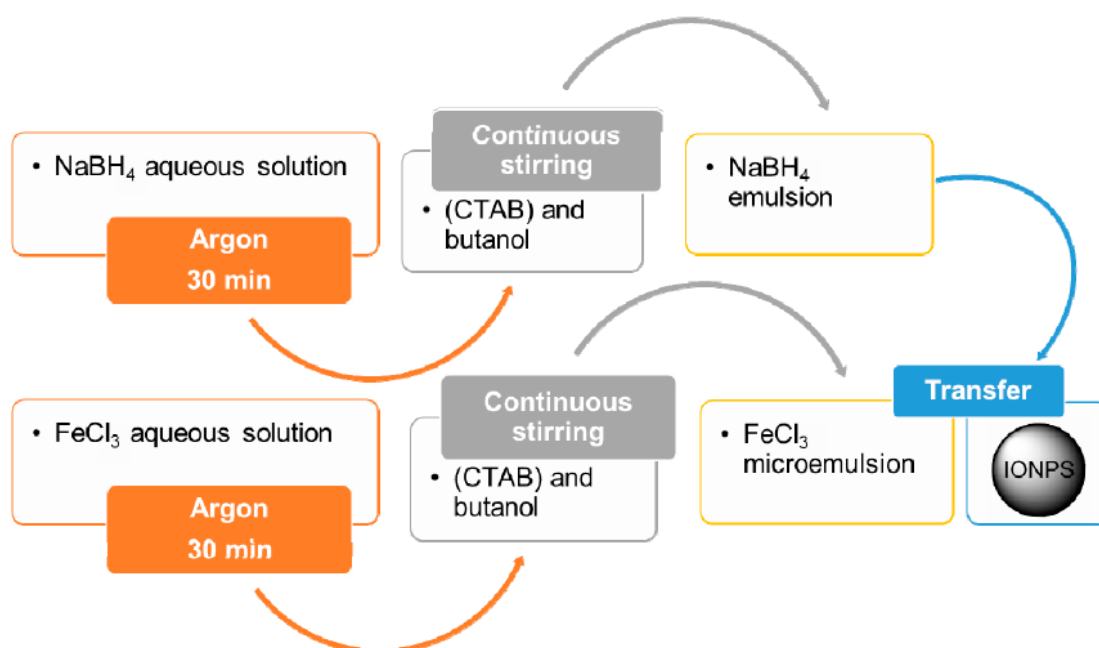 • NaBH₄ aqueous solution
Argon
30 min
Continuous
stirring
• (CTAB) and
butanol
• NaBH₄
emulsion
• FeCl₃ aqueous solution
Argon
30 min
Continuous
stirring
• (CTAB) and
butanol
• FeCl₃
microemulsion
Transfer
IONPS